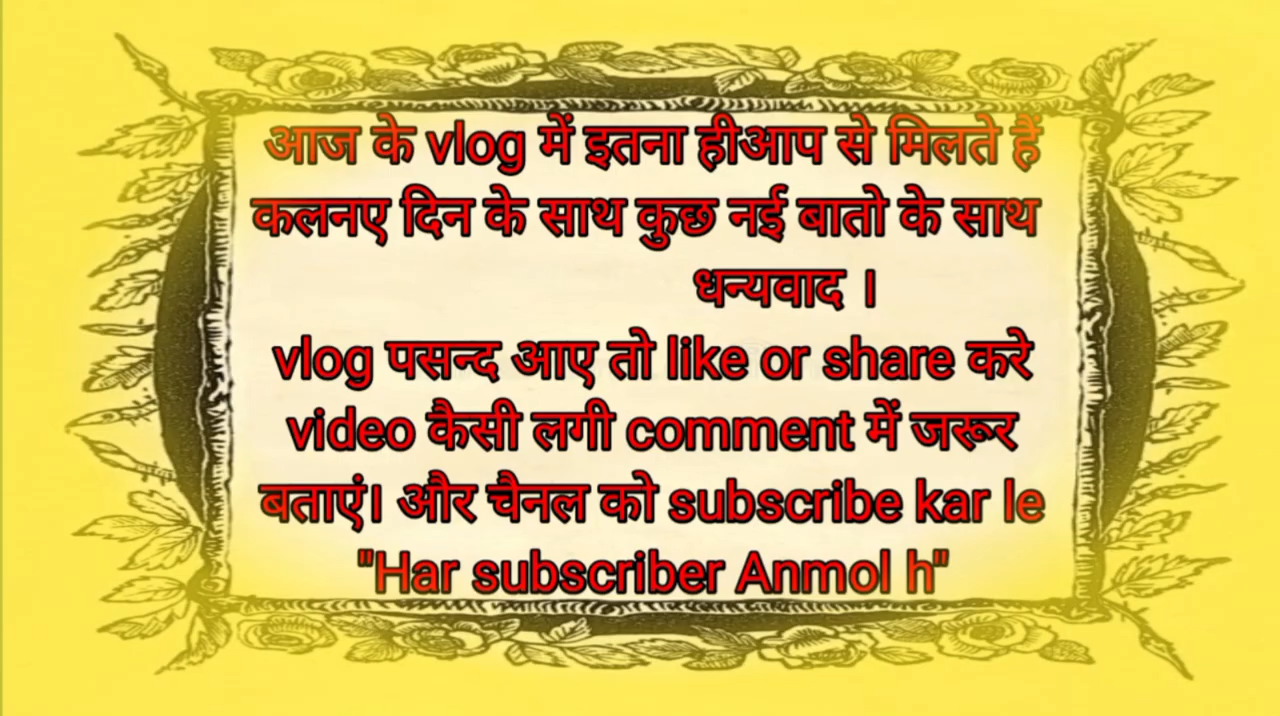 आज के vlog में इतना हीआप से मिलते हैं
कलनए दिन के साथ कुछ नई बातो के साथ
धन्यवाद ।
vlog पसन्द आए तो like or share करे
video कैसी लगी comment में जरूर
बताएं। और चैनल को subscribe kar le
"Har subscriber Anmol h"